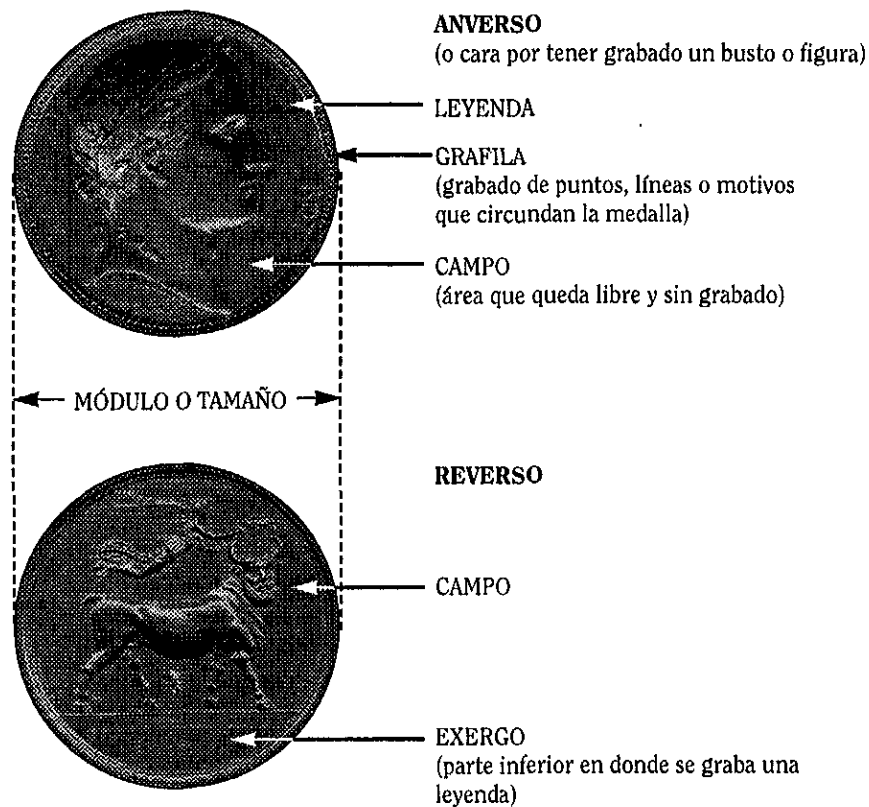 ANVERSO
(o cara por tener grabado un busto o figura)
LEYENDA
GRAFILA
(grabado de puntos, líneas o motivos
que circundan la medalla)
CAMPO
(área que queda libre y sin grabado)
MÓDULO O TAMAÑO
REVERSO
CAMPO
EXERGO
(parte inferior en donde se graba una
leyenda)